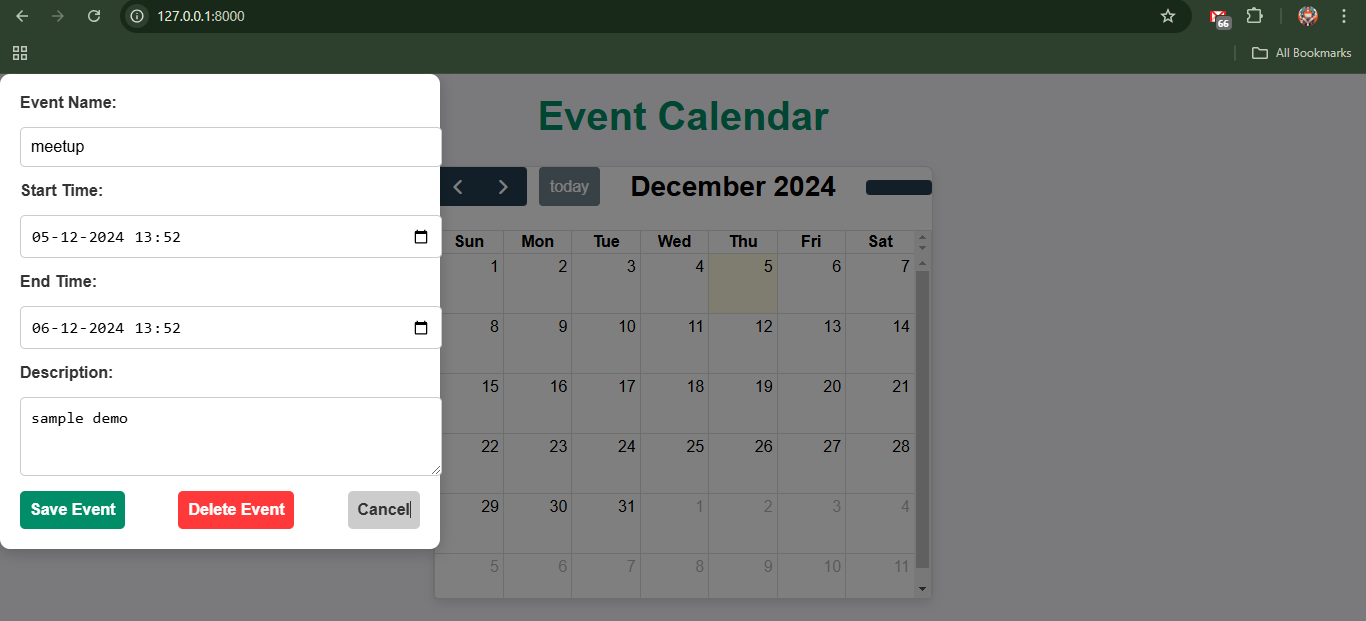 127.0.0.1:8000
66
All Bookmarks
Event Name:
meetup
Start Time:
05-12-2024 13:52
End Time:
06-12-2024 13:52
Description:
sample demo
Save Event Delete Event Cancel
Event Calendar
today December 2024
Sun Mon Tue Wed Thu Fri Sat
1 2 3 4 5 6 7
8 9 10 11 12 13 14
15 16 17 18 19 20 21
22 23 24 25 26 27 28
29 30 31 1 2 3 4
5 6 7 8 9 10 11